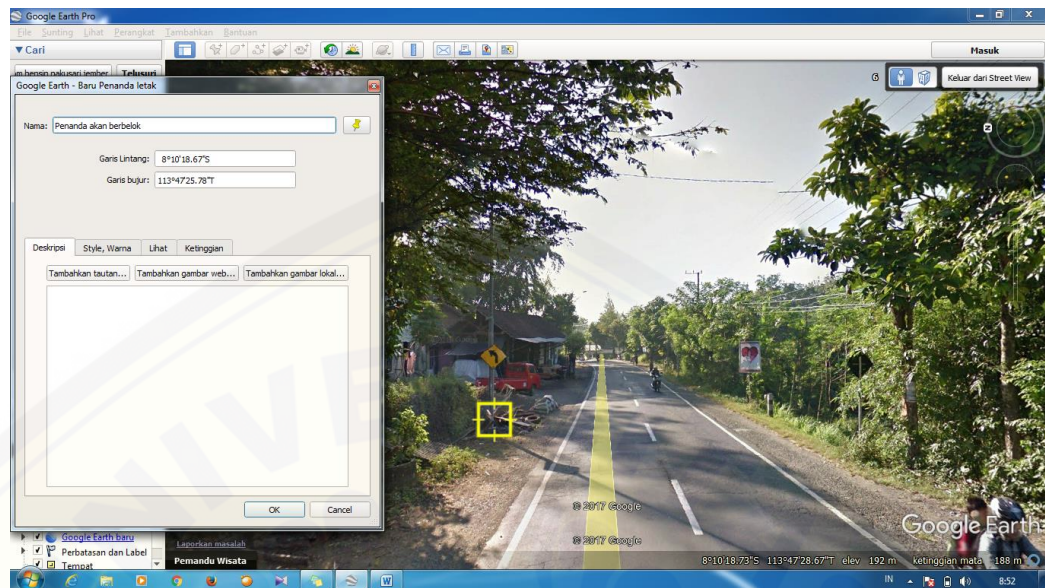 Google Earth Pro
File Sunting Lihat Perangkat Tambahkan Bantuan
▼ Cari
Masuk
m bensin pakusari jember Telusuri
Keluar dari Street View
Google Earth - Baru Penanda letak
Nama: Penanda akan berbelok
Garis Lintang: 8°10'18.67"S
Garis bujur: 113°47'25.78"T
Deskripsi Style, Warna Lihat Ketinggian
Tambahkan tautan... Tambahkan gambar web... Tambahkan gambar lokal...
OK Cancel
© 2017 Google
© 2017 Google
Google Earth
Google Earth baru
Perbatasan dan Label
Tempat
Laporkan masalah
Pemandu Wisata
8°10'18.73"S 113°47'28.67"T elev 192 m ketinggian mata 188 m
IN 8:52